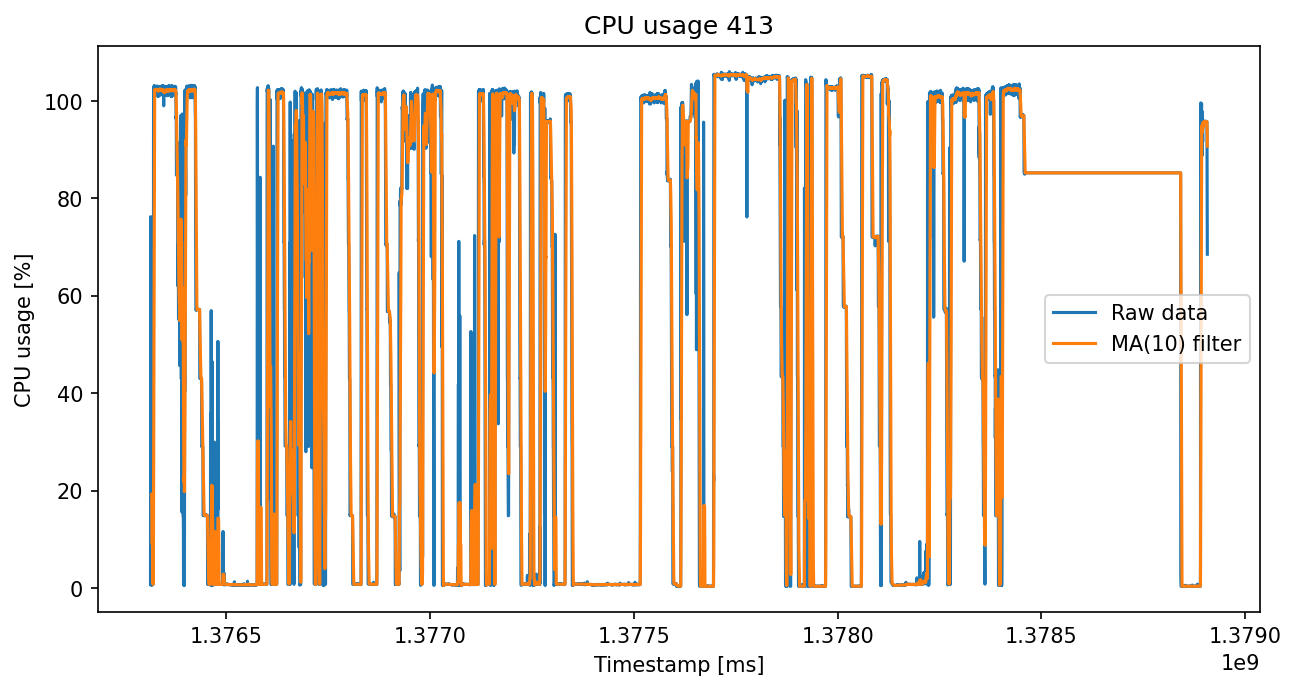 CPU usage 413
CPU usage [%]
100
80
60
40
20
0
Raw data
MA(10) filter
1.3765
1.3770
1.3775
1.3780
1.3785
1.3790
1e9
Timestamp [ms]